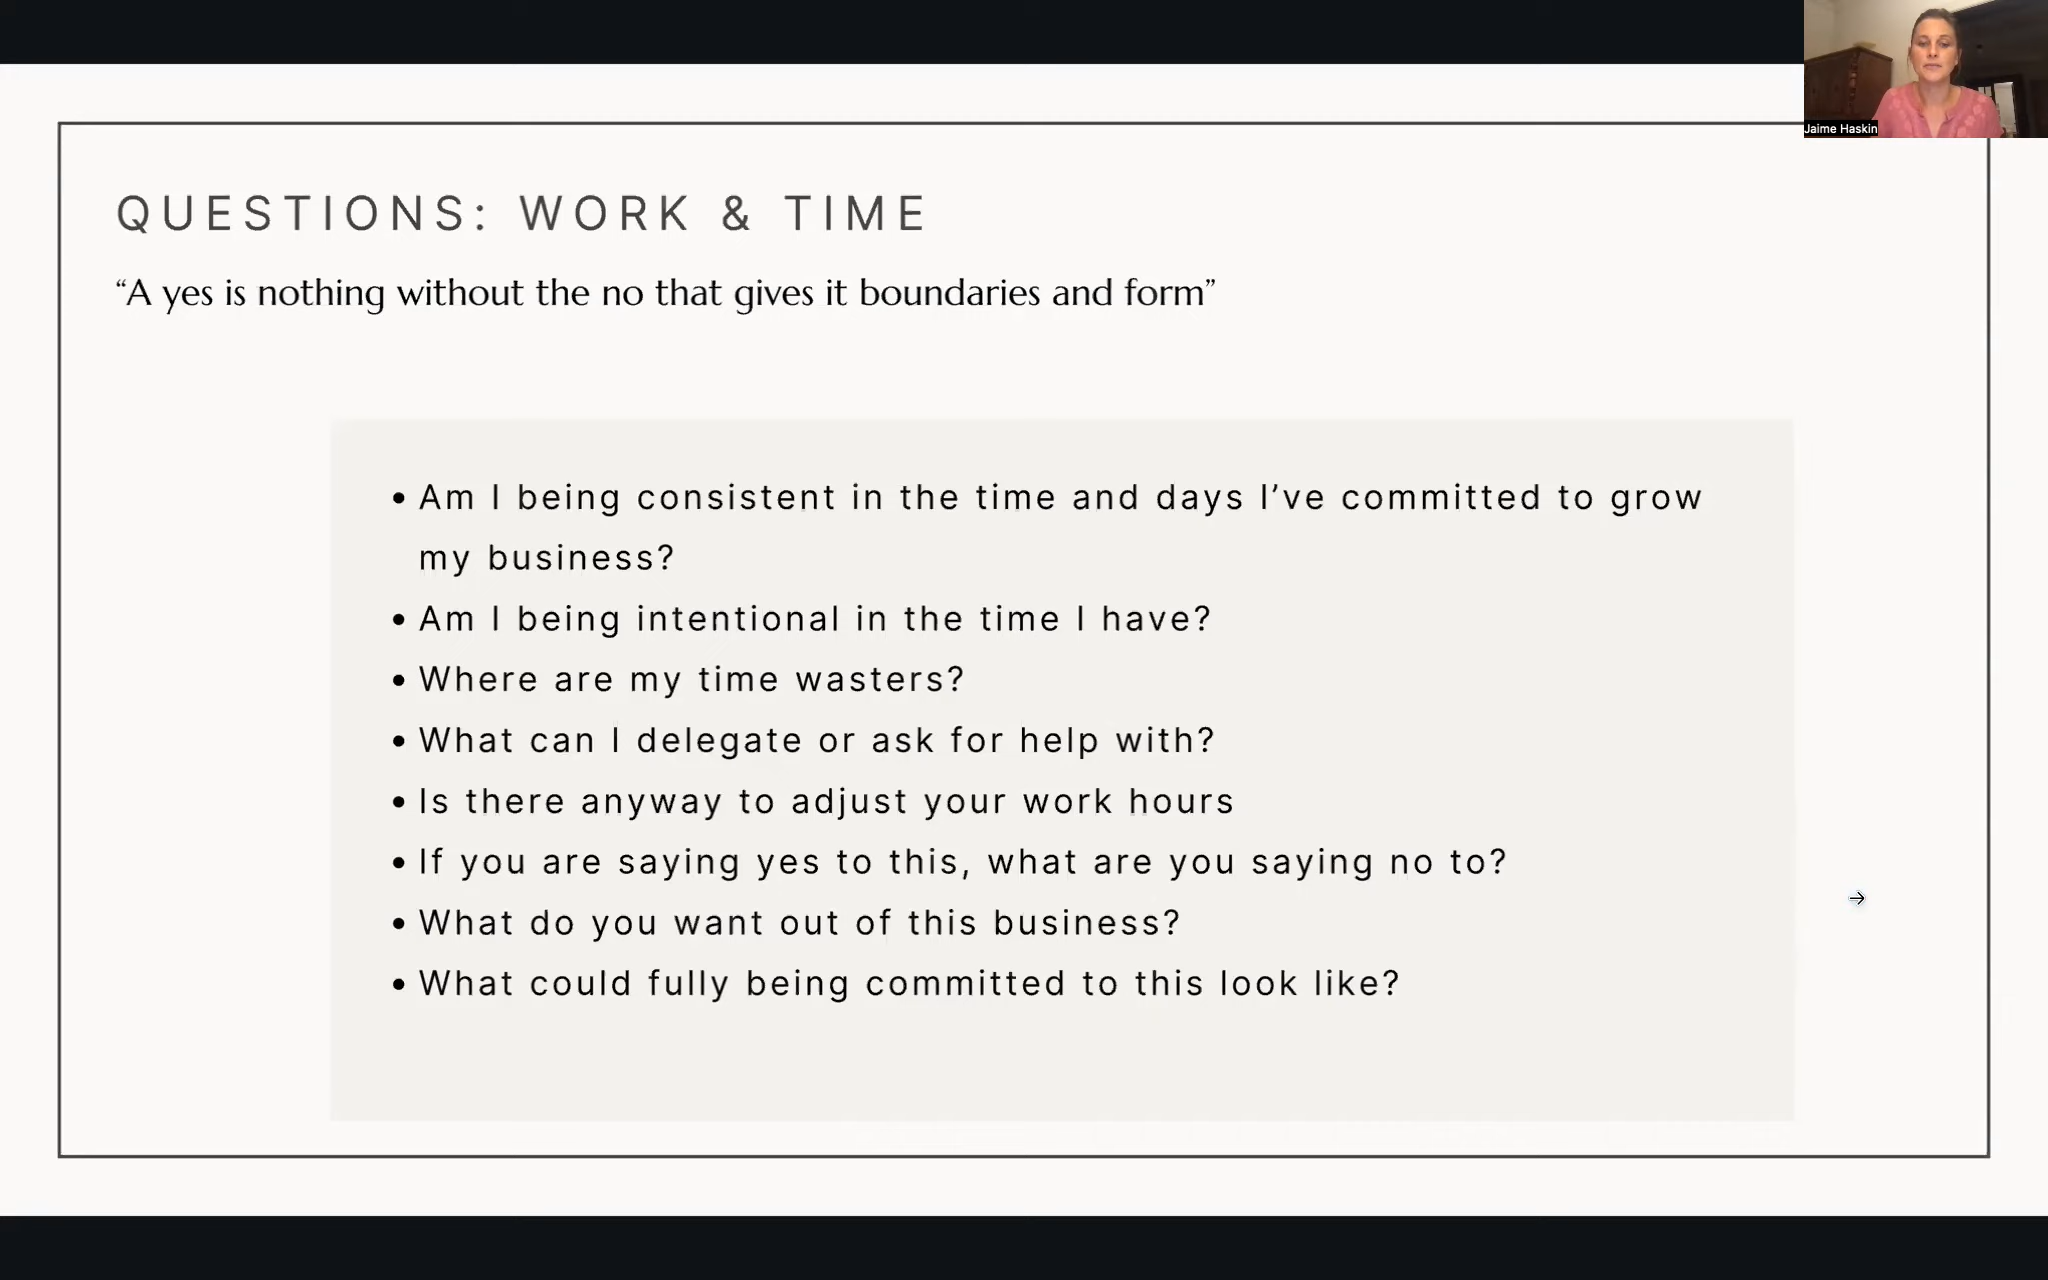 Jaime Haskin
QUESTIONS: WORK & TIME
“A yes is nothing without the no that gives it boundaries and form”
• Am I being consistent in the time and days I’ve committed to grow
my business?
• Am I being intentional in the time I have?
• Where are my time wasters?
• What can I delegate or ask for help with?
• Is there anyway to adjust your work hours
• If you are saying yes to this, what are you saying no to?
• What do you want out of this business?
• What could fully being committed to this look like?